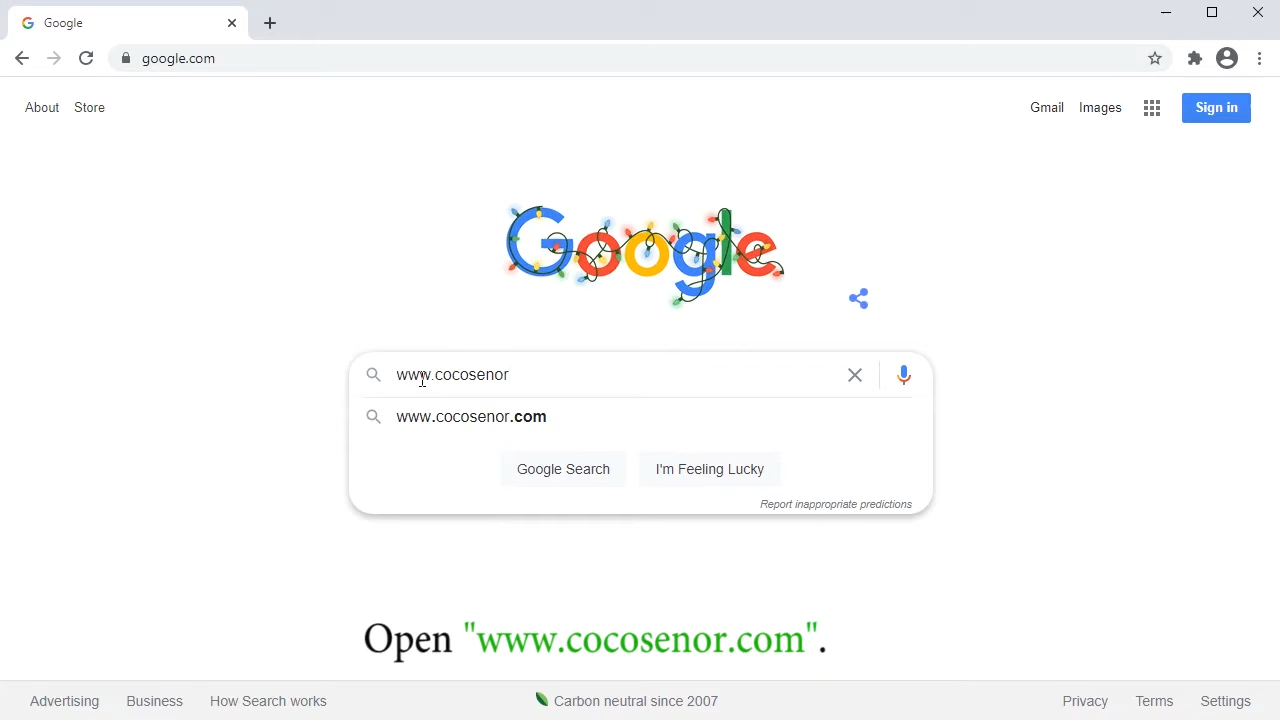 Google
google.com
About Store Gmail Images Sign in
Google
www.cocosenor
www.cocosenor.com
Google Search I'm Feeling Lucky
Report inappropriate predictions
Open "www.cocosenor.com".
Advertising Business How Search works Carbon neutral since 2007 Privacy Terms Settings